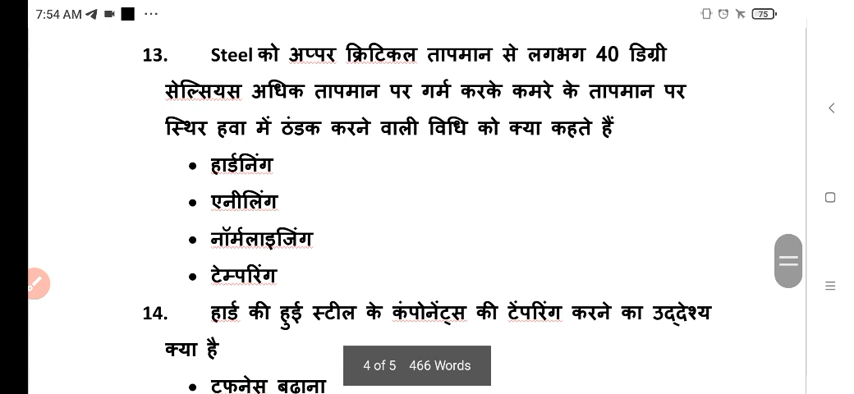 7:54 AM
75
13. Steel को अप्पर क्रिटिकल तापमान से लगभग 40 डिग्री
सेल्सियस अधिक तापमान पर गर्म करके कमरे के तापमान पर
स्थिर हवा में ठंडक करने वाली विधि को क्या कहते हैं
• हार्डनिंग
• एनीलिंग
• नॉर्मलाइजिंग
• टेम्परिंग
14. हार्ड की हुई स्टील के कंपोनेंट्स की टेंपरिंग करने का उद्देश्य
क्या है
4 of 5 466 Words
• टफनेस बढाना